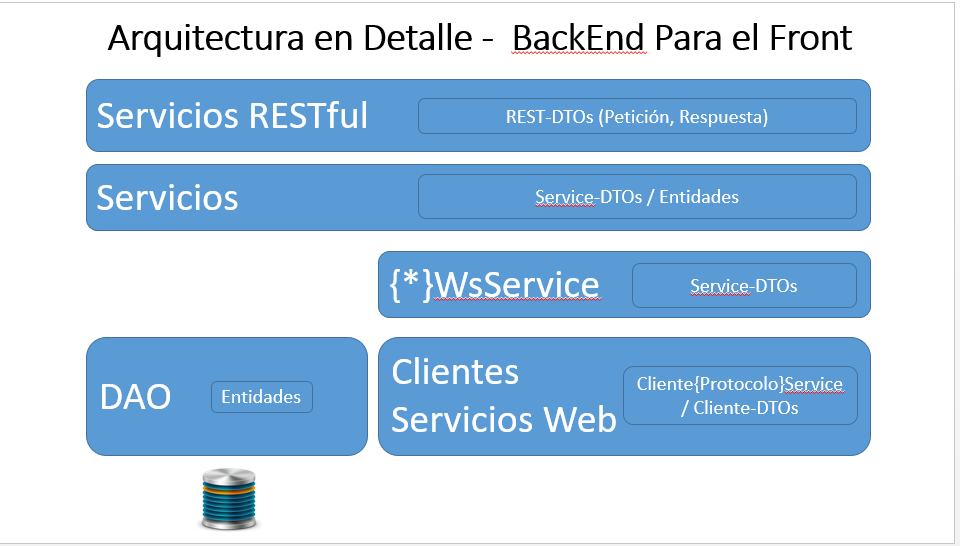 Arquitectura en Detalle - BackEnd Para el Front
Servicios RESTful
REST-DTOs (Petición, Respuesta)
Servicios
Service-DTOs / Entidades
{*}WsService
Service-DTOs
DAO
Entidades
Clientes
Servicios Web
Cliente{Protocolo}Service
/ Cliente-DTOs